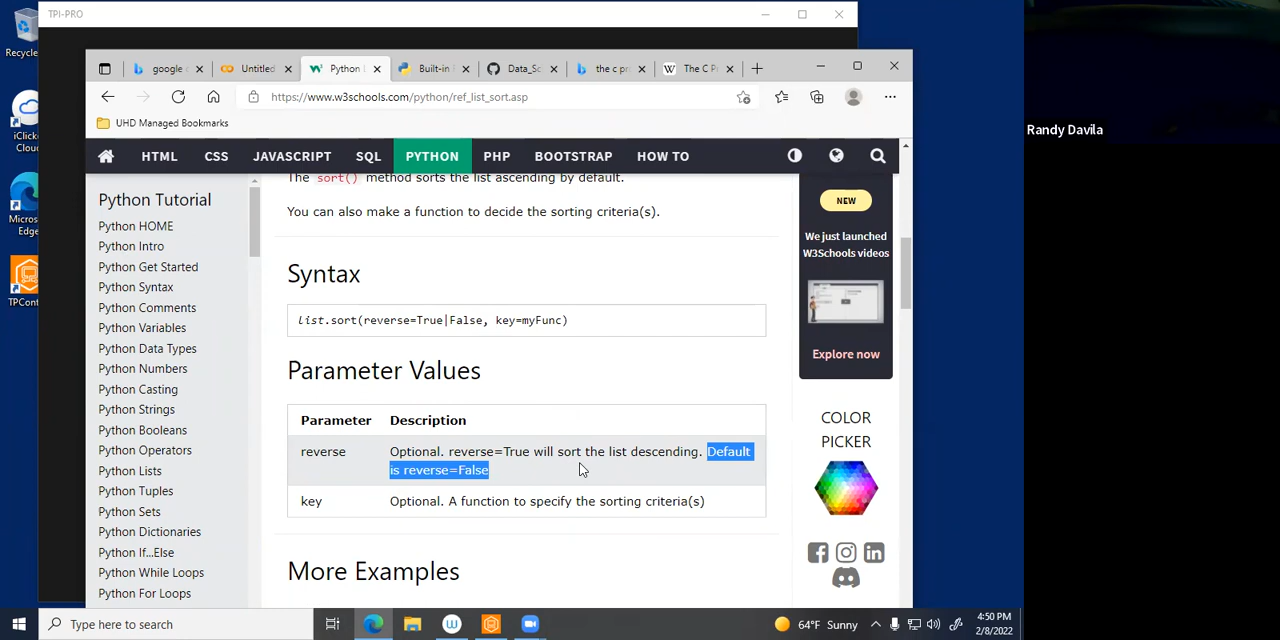 TPI-PRO
Recycle
iClicke
Cloud
Micros
Edge
TPCont
google c
Untitled
Python L
Built-in F
Data_Sc
the c pr
The C P
https://www.w3schools.com/python/ref_list_sort.asp
UHD Managed Bookmarks
HTML CSS JAVASCRIPT SQL PYTHON PHP BOOTSTRAP HOW TO
Python Tutorial
Python HOME
Python Intro
Python Get Started
Python Syntax
Python Comments
Python Variables
Python Data Types
Python Numbers
Python Casting
Python Strings
Python Booleans
Python Operators
Python Lists
Python Tuples
Python Sets
Python Dictionaries
Python If...Else
Python While Loops
Python For Loops
The sort() method sorts the list ascending by default.
You can also make a function to decide the sorting criteria(s).
Syntax
list.sort(reverse=True|False, key=myFunc)
Parameter Values
Parameter Description
reverse Optional. reverse=True will sort the list descending. Default
is reverse=False
key Optional. A function to specify the sorting criteria(s)
More Examples
NEW
We just launched
W3Schools videos
Explore now
COLOR
PICKER
Randy Davila
Type here to search
64°F Sunny
4:50 PM
2/8/2022